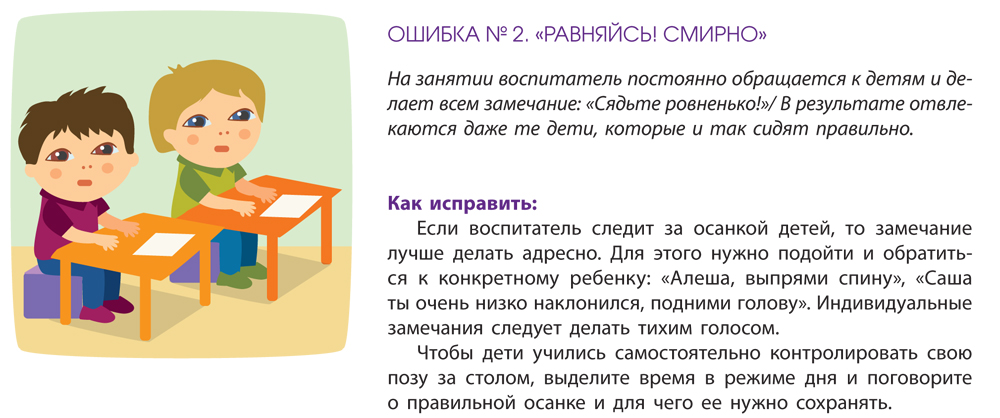 ОШИБКА № 2. «РАВНЯЙСЬ! СМИРНО»
На занятии воспитатель постоянно обращается к детям и де-
лает всем замечание: «Сядьте ровненько!»/ В результате отвле-
каются даже те дети, которые и так сидят правильно.
Как исправить:
Если воспитатель следит за осанкой детей, то замечание
лучше делать адресно. Для этого нужно подойти и обратить-
ся к конкретному ребенку: «Алеша, выпрями спину», «Саша
ты очень низко наклонился, подними голову». Индивидуальные
замечания следует делать тихим голосом.
Чтобы дети учились самостоятельно контролировать свою
позу за столом, выделите время в режиме дня и поговорите
о правильной осанке и для чего ее нужно сохранять.